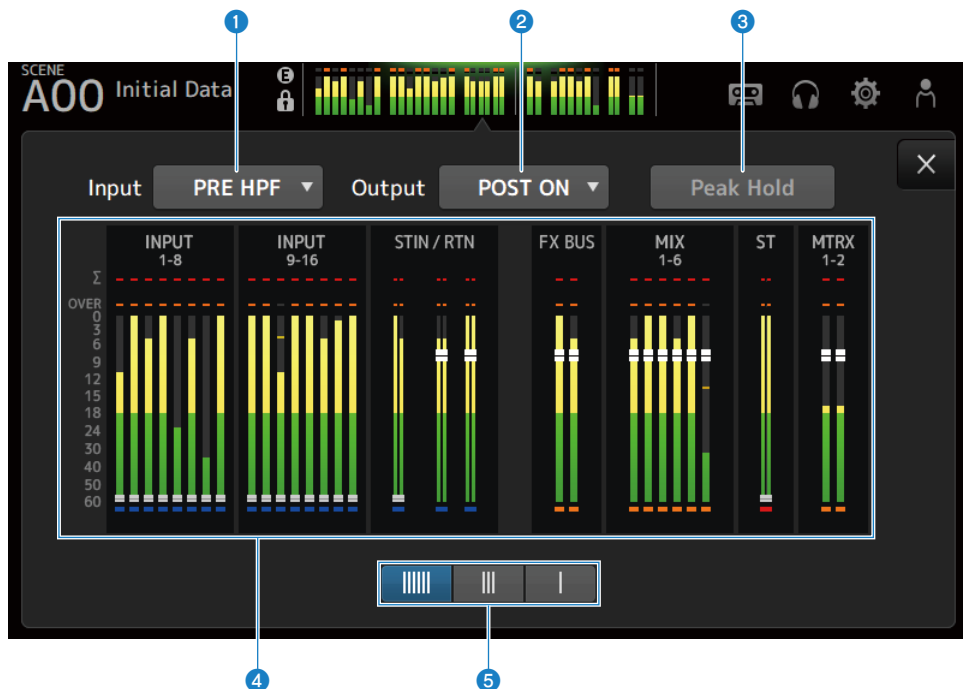 1 2 3
SCENE
A00 Initial Data E
Input PRE HPF Output POST ON Peak Hold
INPUT INPUT STIN / RTN FX BUS MIX ST MTRX
1-8 9-16 1-6 1-2
Σ
OVER
0
3
6
9
12
15
18
24
30
40
50
60
4 5